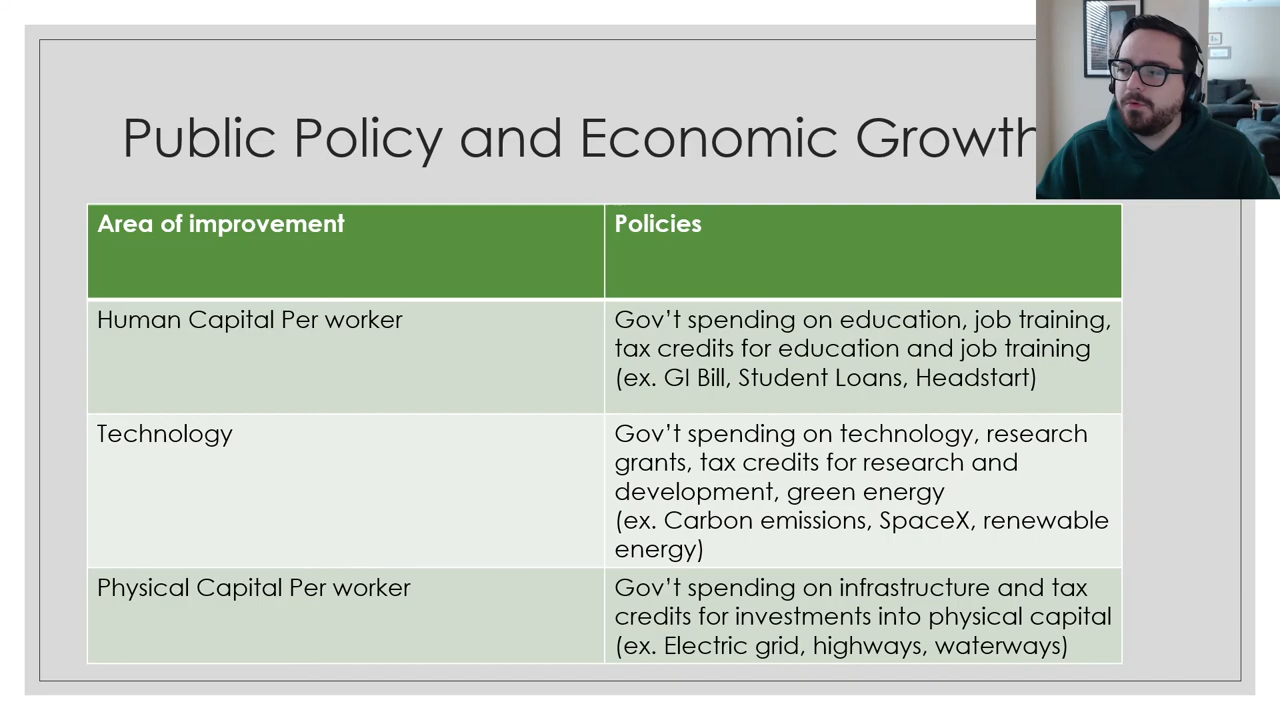 Public Policy and Economic Growth
Area of improvement
Policies
Human Capital Per worker
Gov’t spending on education, job training,
tax credits for education and job training
(ex. GI Bill, Student Loans, Headstart)
Technology
Gov’t spending on technology, research
grants, tax credits for research and
development, green energy
(ex. Carbon emissions, SpaceX, renewable
energy)
Physical Capital Per worker
Gov’t spending on infrastructure and tax
credits for investments into physical capital
(ex. Electric grid, highways, waterways)